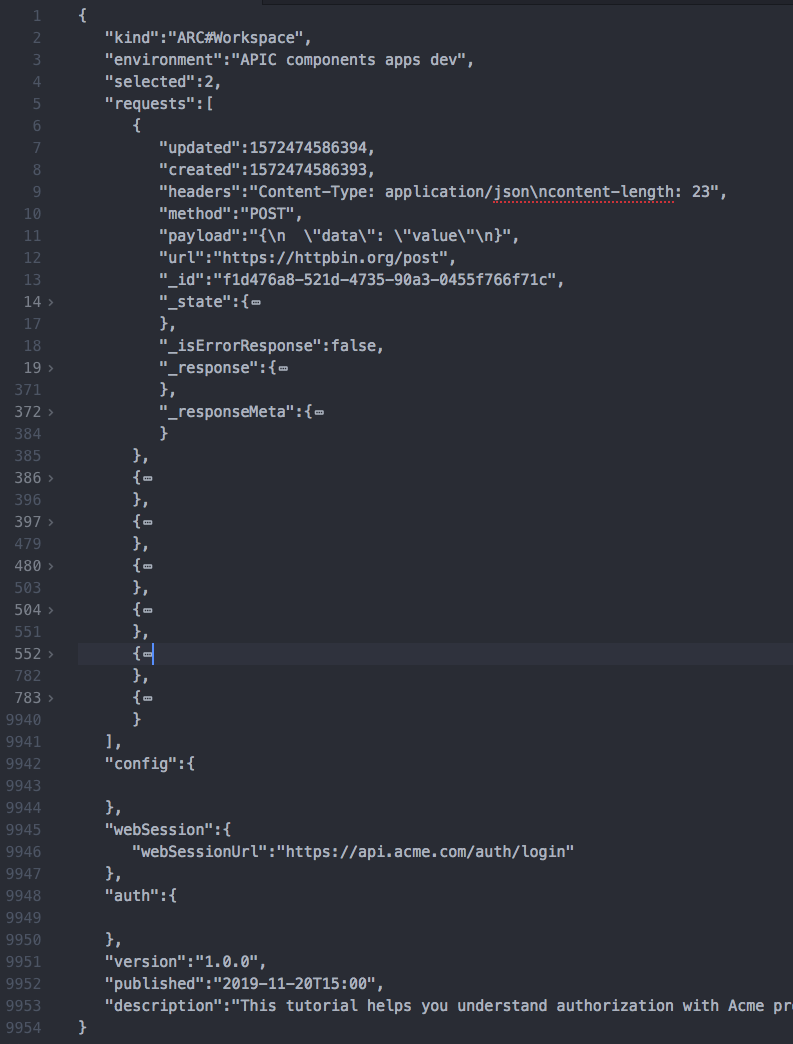 1 {
2 "kind":"ARC#Workspace",
3 "environment":"APIC components apps dev",
4 "selected":2,
5 "requests":[
6 {
7 "updated":1572474586394,
8 "created":1572474586393,
9 "headers":"Content-Type: application/json\ncontent-length: 23",
10 "method":"POST",
11 "payload":"{\n  \"data\": \"value\"\n}",
12 "url":"https://httpbin.org/post",
13 "_id":"f1d476a8-521d-4735-90a3-0455f766f71c",
14 › "_state":{⋯
17 },
18 "_isErrorResponse":false,
19 › "_response":{⋯
371 },
372 › "_responseMeta":{⋯
384 }
385 },
386 › {⋯
396 },
397 › {⋯
479 },
480 › {⋯
503 },
504 › {⋯
551 },
552 › {⋯
782 },
783 › {⋯
9940 }
9941 ],
9942 "config":{
9943
9944 },
9945 "webSession":{
9946 "webSessionUrl":"https://api.acme.com/auth/login"
9947 },
9948 "auth":{
9949
9950 },
9951 "version":"1.0.0",
9952 "published":"2019-11-20T15:00",
9953 "description":"This tutorial helps you understand authorization with Acme
9954 }